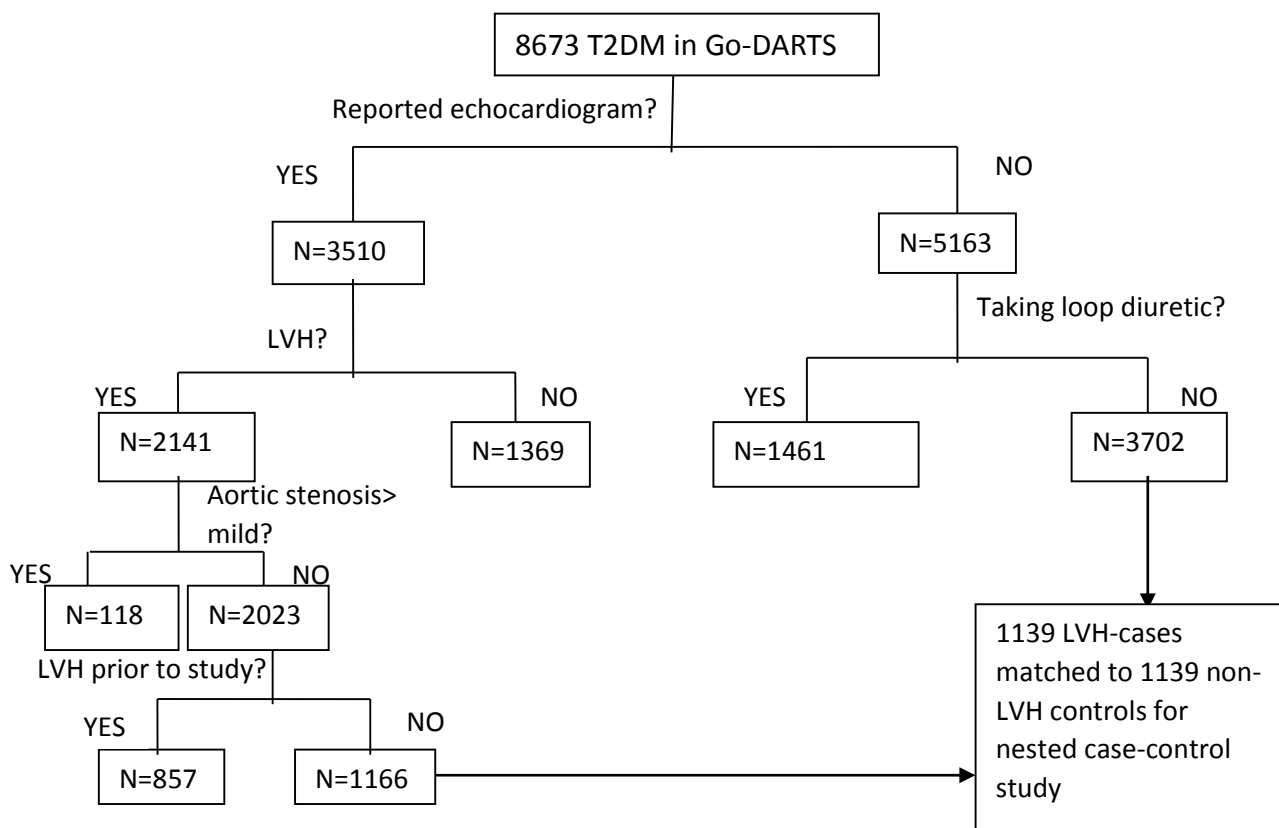 8673 T2DM in Go-DARTS
Reported echocardiogram?
YES
NO
N=3510
N=5163
LVH?
Taking loop diuretic?
YES
NO
YES
NO
N=2141
N=1369
N=1461
N=3702
Aortic stenosis>
mild?
YES
NO
N=118
N=2023
LVH prior to study?
YES
NO
N=857
N=1166
1139 LVH-cases
matched to 1139 non-
LVH controls for
nested case-control
study